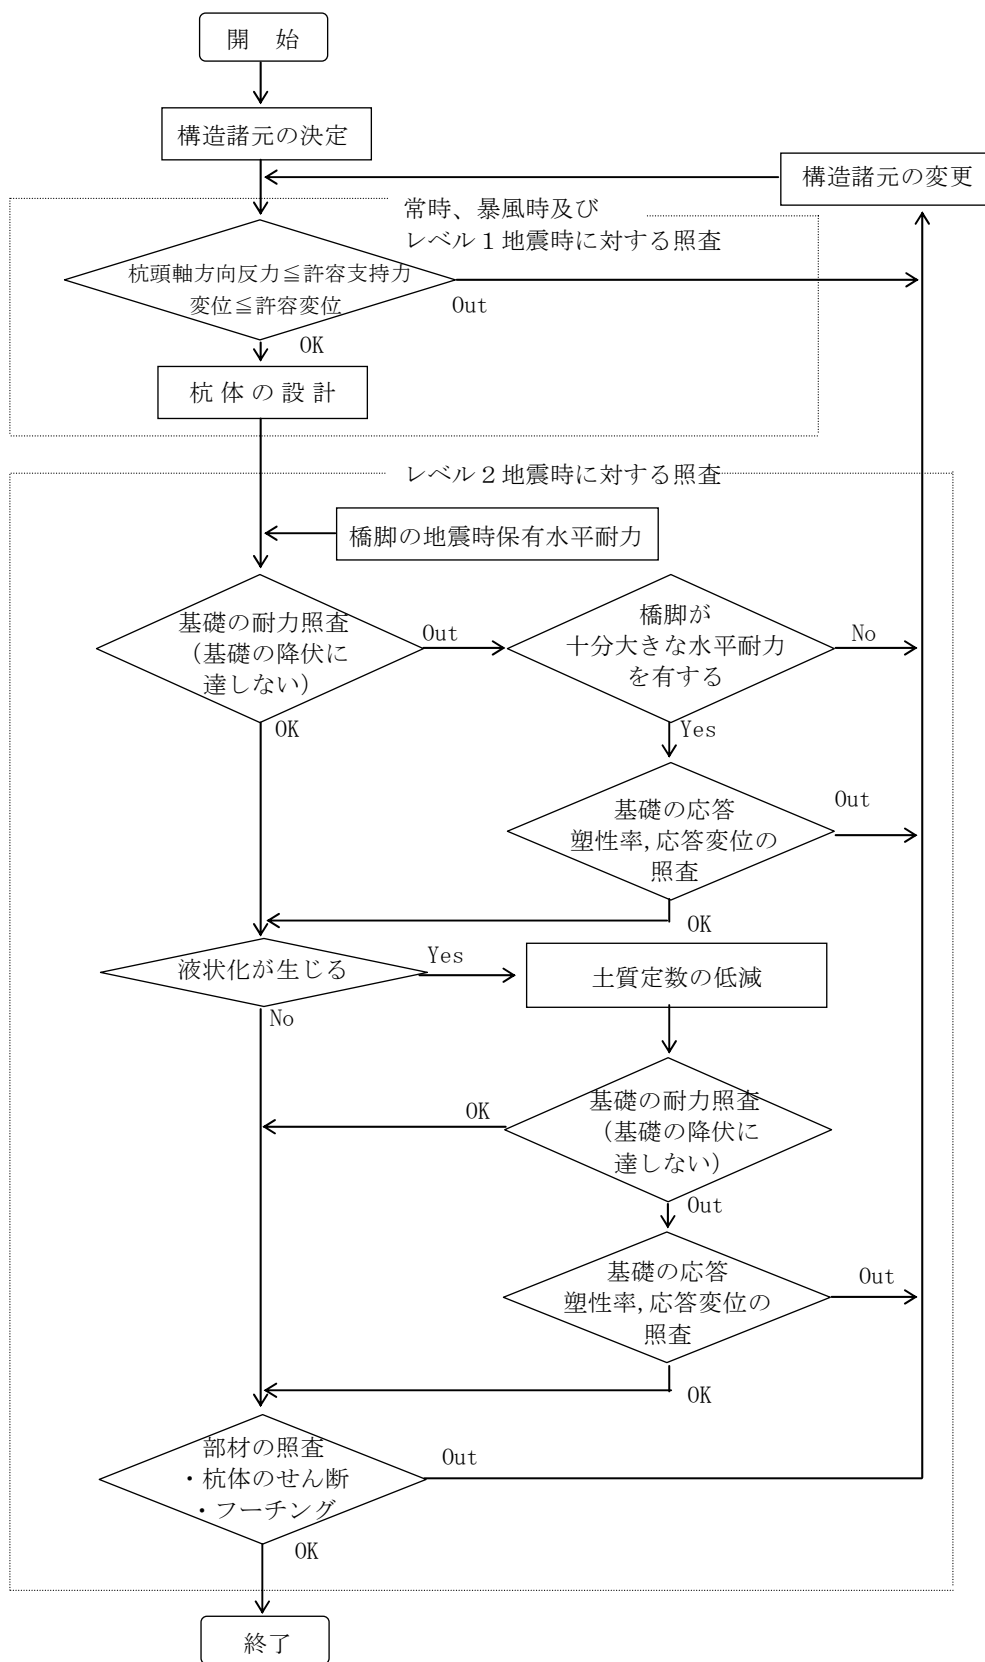 開　始
構造諸元の決定
構造諸元の変更
常時、暴風時及び
レベル１地震時に対する照査
杭頭軸方向反力≦許容支持力
変位≦許容変位
Out
OK
杭 体 の 設 計
レベル２地震時に対する照査
橋脚の地震時保有水平耐力
基礎の耐力照査
（基礎の降伏に
達しない）
Out
橋脚が
十分大きな水平耐力
を有する
No
OK
Yes
基礎の応答
塑性率,応答変位の
照査
Out
OK
液状化が生じる
Yes
土質定数の低減
No
基礎の耐力照査
（基礎の降伏に
達しない）
OK
Out
基礎の応答
塑性率,応答変位の
照査
Out
OK
部材の照査
・杭体のせん断
・フーチング
Out
OK
終了